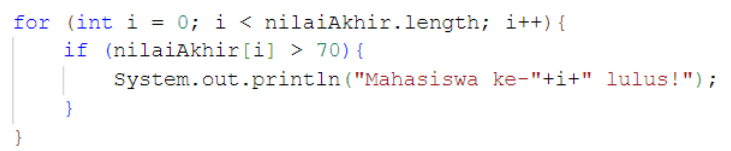 for (int i = 0; i < nilaiAkhir.length; i++){
    if (nilaiAkhir[i] > 70){
        System.out.println("Mahasiswa ke-"+i+" lulus!");
    }
}